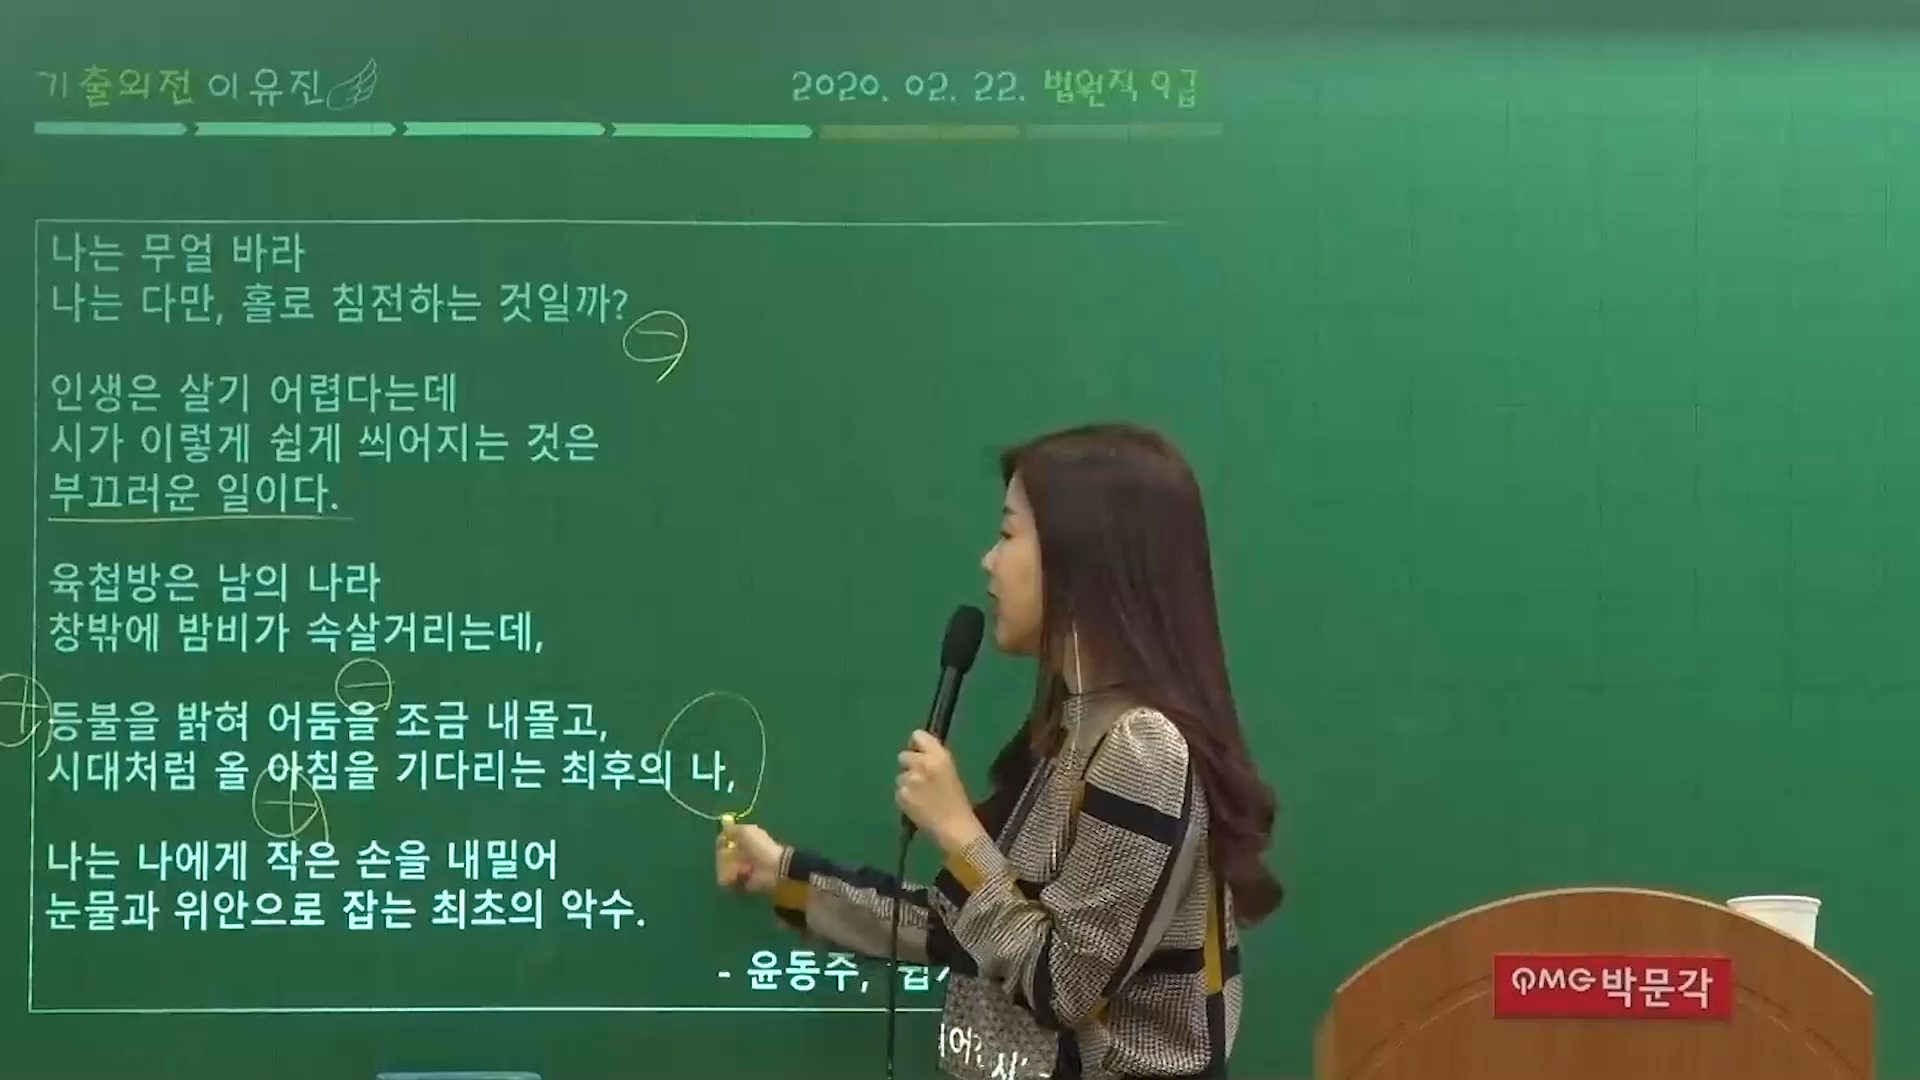 기출외전 이유진
2020. 02. 22. 법원직 9급
나는 무얼 바라
나는 다만, 홀로 침전하는 것일까?
인생은 살기 어렵다는데
시가 이렇게 쉽게 씌어지는 것은
부끄러운 일이다.
육첩방은 남의 나라
창밖에 밤비가 속살거리는데,
등불을 밝혀 어둠을 조금 내몰고,
시대처럼 올 아침을 기다리는 최후의 나,
나는 나에게 작은 손을 내밀어
눈물과 위안으로 잡는 최초의 악수.
- 윤동주,
PMG 박문각